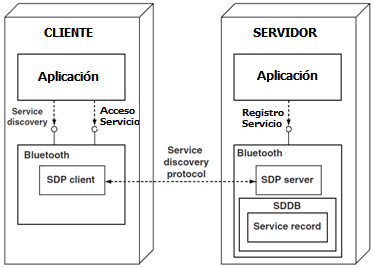 CLIENTE
Aplicación
Service
discovery
Acceso
Servicio
Bluetooth
SDP client
Service
discovery
protocol
SERVIDOR
Aplicación
Registro
Servicio
Bluetooth
SDP server
SDDB
Service record